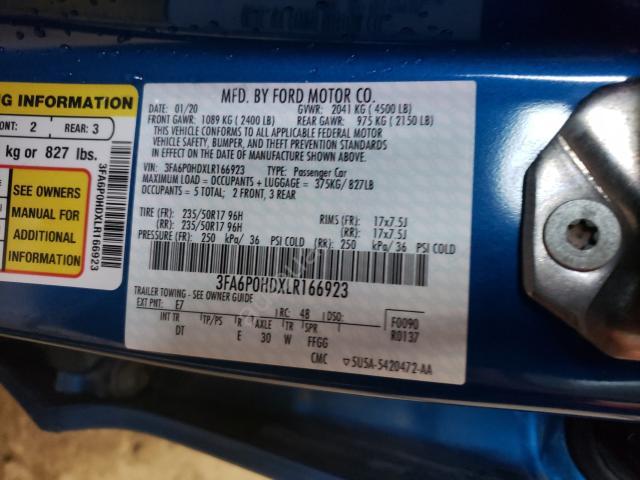 G INFORMATION
ONT: 2 REAR: 3
kg or 827 lbs.
SEE OWNERS
MANUAL FOR
ADDITIONAL
INFORMATION
3FA6P0HDXLR166923
MFD. BY FORD MOTOR CO.
DATE: 01/20 GVWR: 2041 KG ( 4500 LB)
FRONT GAWR: 1089 KG ( 2400 LB) REAR GAWR: 975 KG ( 2150 LB)
THIS VEHICLE CONFORMS TO ALL APPLICABLE FEDERAL MOTOR
VEHICLE SAFETY, BUMPER, AND THEFT PREVENTION STANDARDS
IN EFFECT ON THE DATE OF MANUFACTURE SHOWN ABOVE.
VIN: 3FA6P0HDXLR166923 TYPE: Passenger Car
MAXIMUM LOAD = OCCUPANTS + LUGGAGE = 375KG/827LB
OCCUPANTS = 5 TOTAL: 2 FRONT, 3 REAR
TIRE (FR): 235/50R17 96H RIMS (FR): 17x7.5J
(RR): 235/50R17 96H (RR): 17x7.5J
PRESSURE (FR): 250 kPa/ 36 PSI COLD (RR): 250 kPa/ 36 PSI COLD
3FA6P0HDXLR166923
TRAILER TOWING - SEE OWNER GUIDE
EXT PNT: E7 RC: 48 DSO: F0090
INT TR TP/PS R AXLE TR SPR R0137
DT E 30 W FFGG
CMC 5U5A-5420472-AA